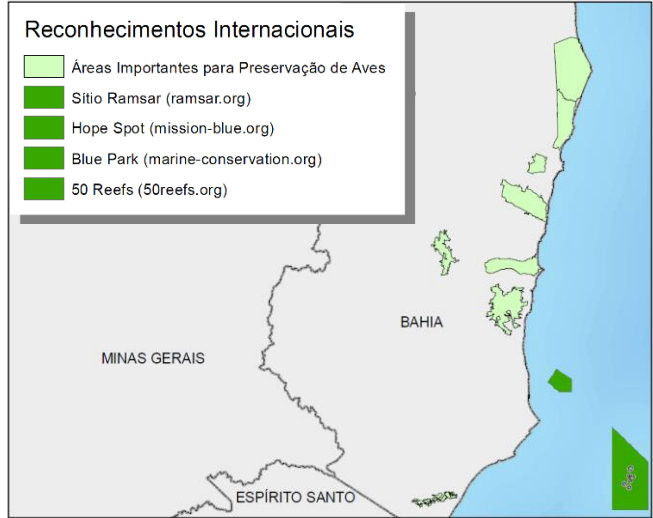 Reconhecimentos Internacionais
Áreas Importantes para Preservação de Aves
Sítio Ramsar (ramsar.org)
Hope Spot (mission-blue.org)
Blue Park (marine-conservation.org)
50 Reefs (50reefs.org)
BAHIA
MINAS GERAIS
ESPÍRITO SANTO